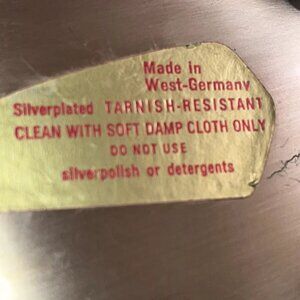 Made in
West-Germany
Silverplated TARNISH-RESISTANT
CLEAN WITH SOFT DAMP CLOTH ONLY
DO NOT USE
silverpolish or detergents